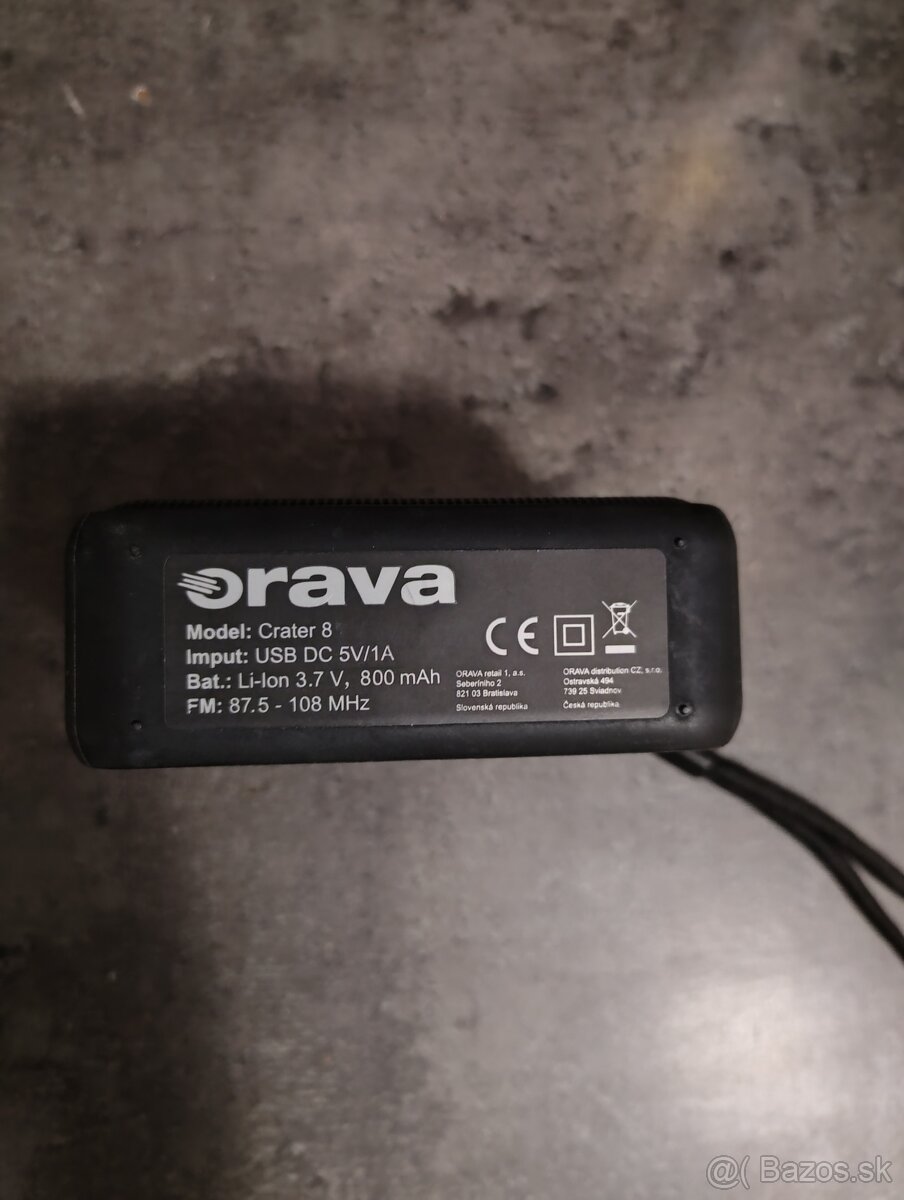 orava
Model: Crater 8
Imput: USB DC 5V/1A
Bat.: Li-Ion 3.7 V, 800 mAh
FM: 87.5 - 108 MHz
CE
ORAVA retail 1, a.s.
Seberíniho 2
821 03 Bratislava
Slovenská republika
ORAVA distribution CZ, s.r.o.
Ostravská 494
739 25 Sviadnov
Česká republika
@( Bazos.sk